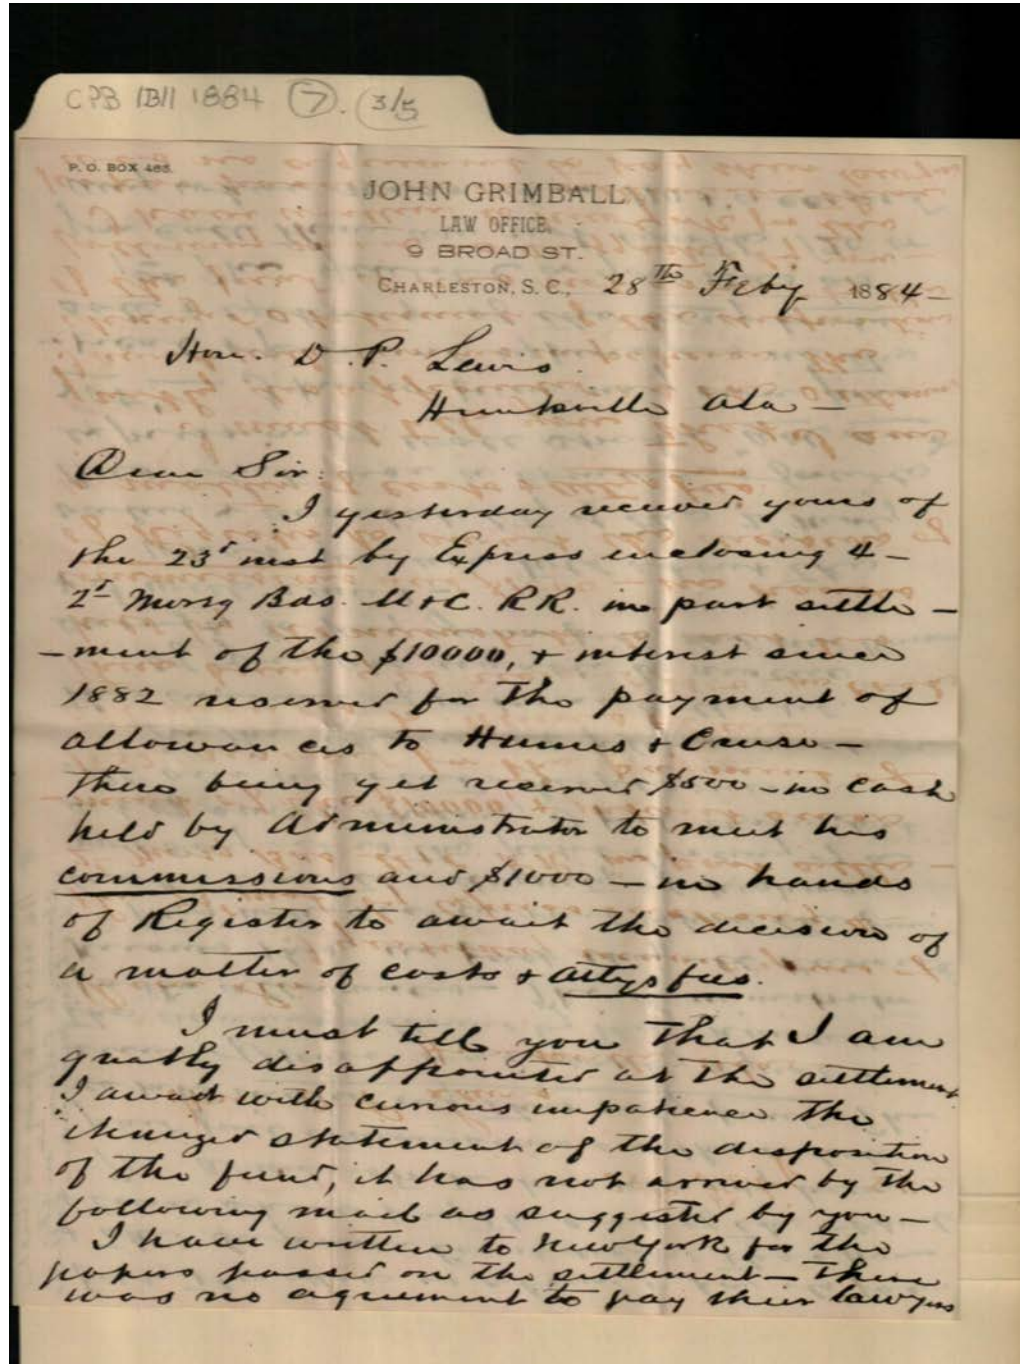 CPB IBII 1884 (7). (3/5)
P. O. BOX 465.
JOHN GRIMBALL
LAW OFFICE,
9 BROAD ST.
CHARLESTON, S. C., 28th Feby 1884 -
Hon. D. P. Lewis.
Huntsville Ala -
Dear Sir:
I yesterday received yours of
the 23d inst by Express enclosing 4 -
2d Mortg Bds. M & C. R R. in part settle -
- ment of the $10000, & interest since
1882 reserved for the payment of
allowances to Humes & Cruse -
there being yet reserved $500 - in cash
held by Administrator to meet his
commissions and $1000 - in hands
of Register to await the decision of
a matter of costs & attys fees.
I must tell you that I am
greatly disappointed at the settlement
I await with curious impatience the
changed statement of the disposition
of the fund, it has not arrived by the
following mail as suggested by you -
I have written to New York for the
papers passed on the settlement - There
was no agreement to pay their lawyers